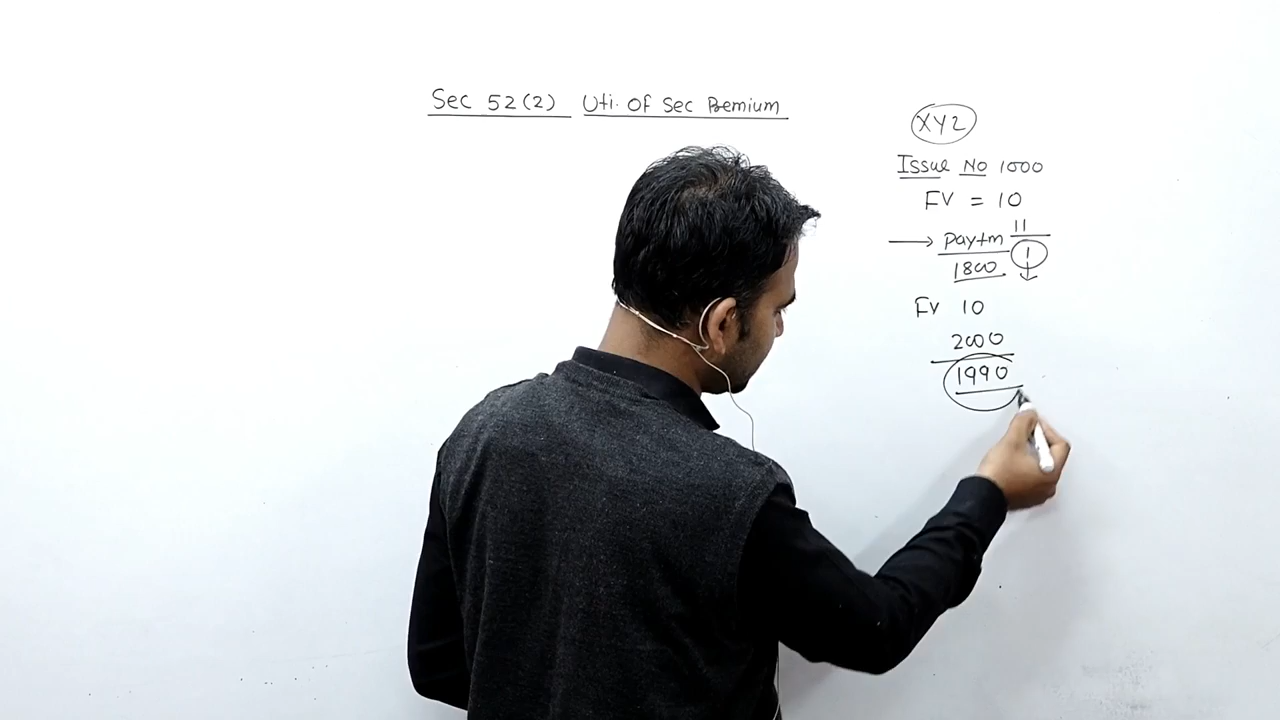 Sec 52(2) Uti. Of Sec Premium
XYZ
Issue No 1000
FV = 10
11
→ Paytm 1
1800
FV 10
2000
1990